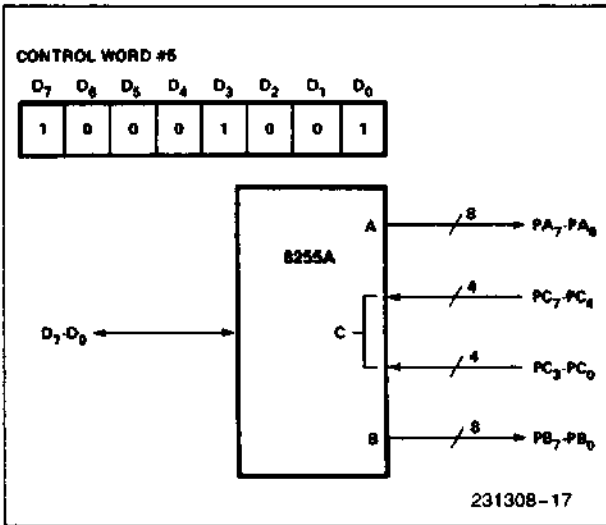 CONTROL WORD #5
D7 D6 D5 D4 D3 D2 D1 D0
1 0 0 0 1 0 0 1
A 8 PA7-PA0
8255A
4 PC7-PC4
D7-D0 C
4 PC3-PC0
B 8 PB7-PB0
231308-17